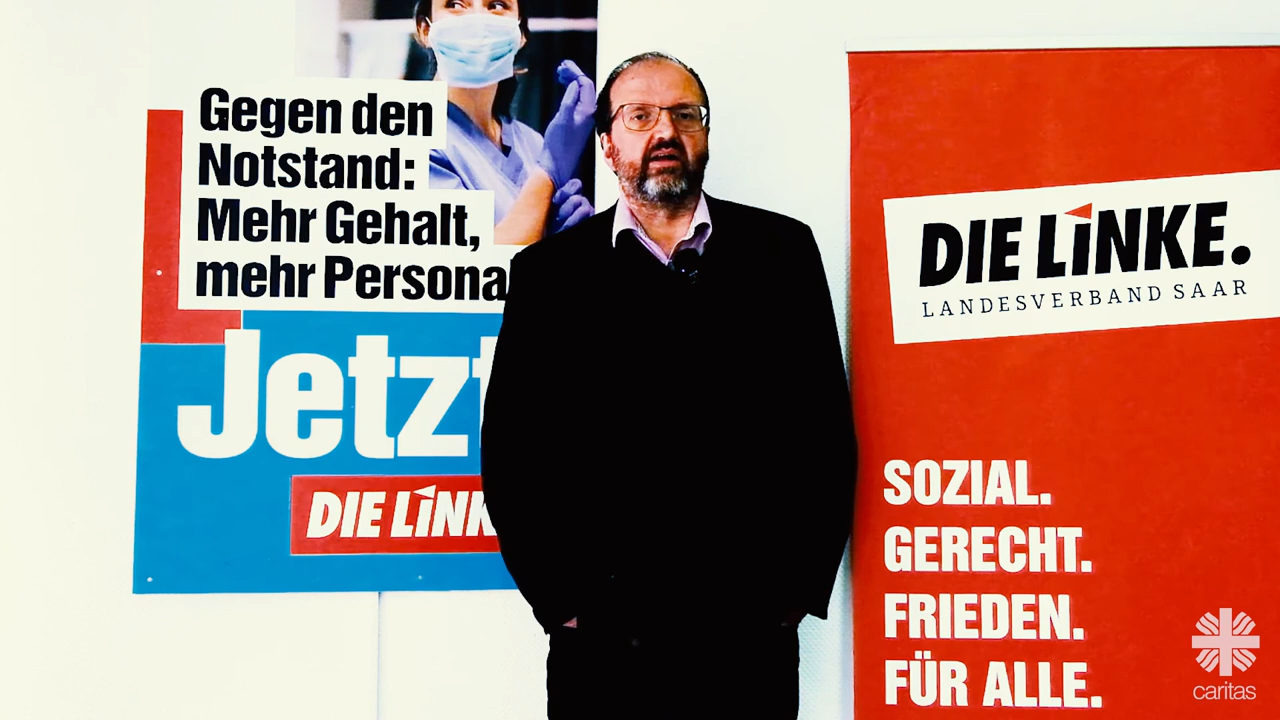 Gegen den
Notstand:
Mehr Gehalt,
mehr Persona
Jetzt
DIE LINK
DIE LINKE.
LANDESVERBAND SAAR
SOZIAL.
GERECHT.
FRIEDEN.
FÜR ALLE.
caritas